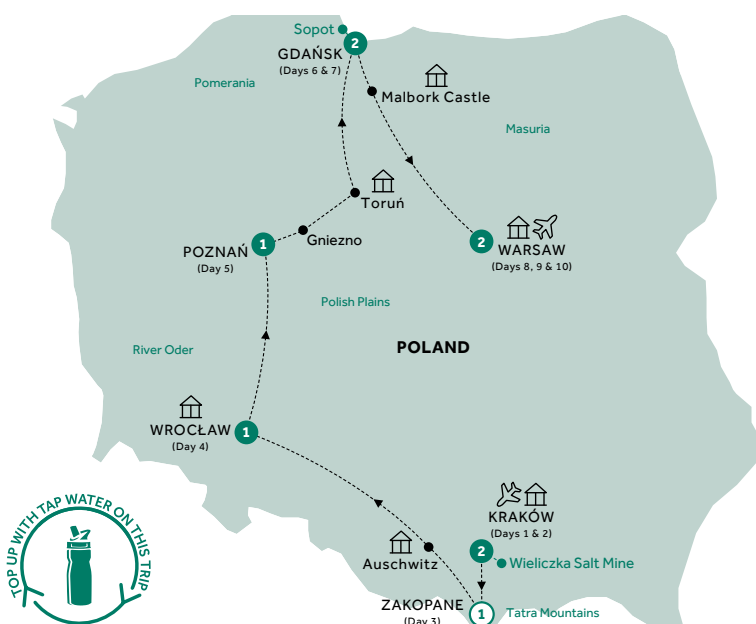 Sopot
2
GDAŃSK
(Days 6 & 7)
Pomerania
Malbork Castle
Masuria
Toruń
Gniezno
1
POZNAŃ
(Day 5)
2
WARSAW
(Days 8, 9 & 10)
Polish Plains
POLAND
River Oder
WROCŁAW
1
(Day 4)
KRAKÓW
(Days 1 & 2)
2
Wieliczka Salt Mine
Auschwitz
ZAKOPANE
1
(Day 3)
Tatra Mountains
TOP UP WITH TAP WATER ON THIS TRIP